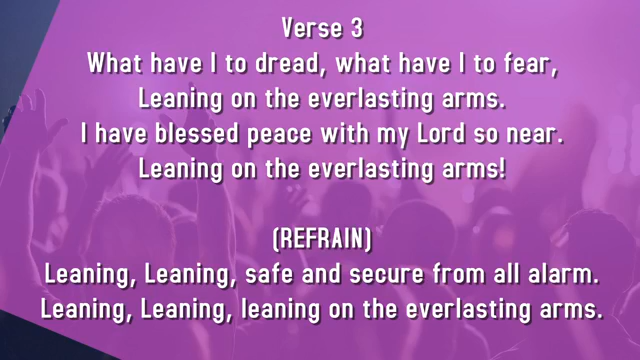 Verse 3
What have I to dread, what have I to fear,
Leaning on the everlasting arms.
I have blessed peace with my Lord so near.
Leaning on the everlasting arms!
(REFRAIN)
Leaning, Leaning, safe and secure from all alarm.
Leaning, Leaning, leaning on the everlasting arms.